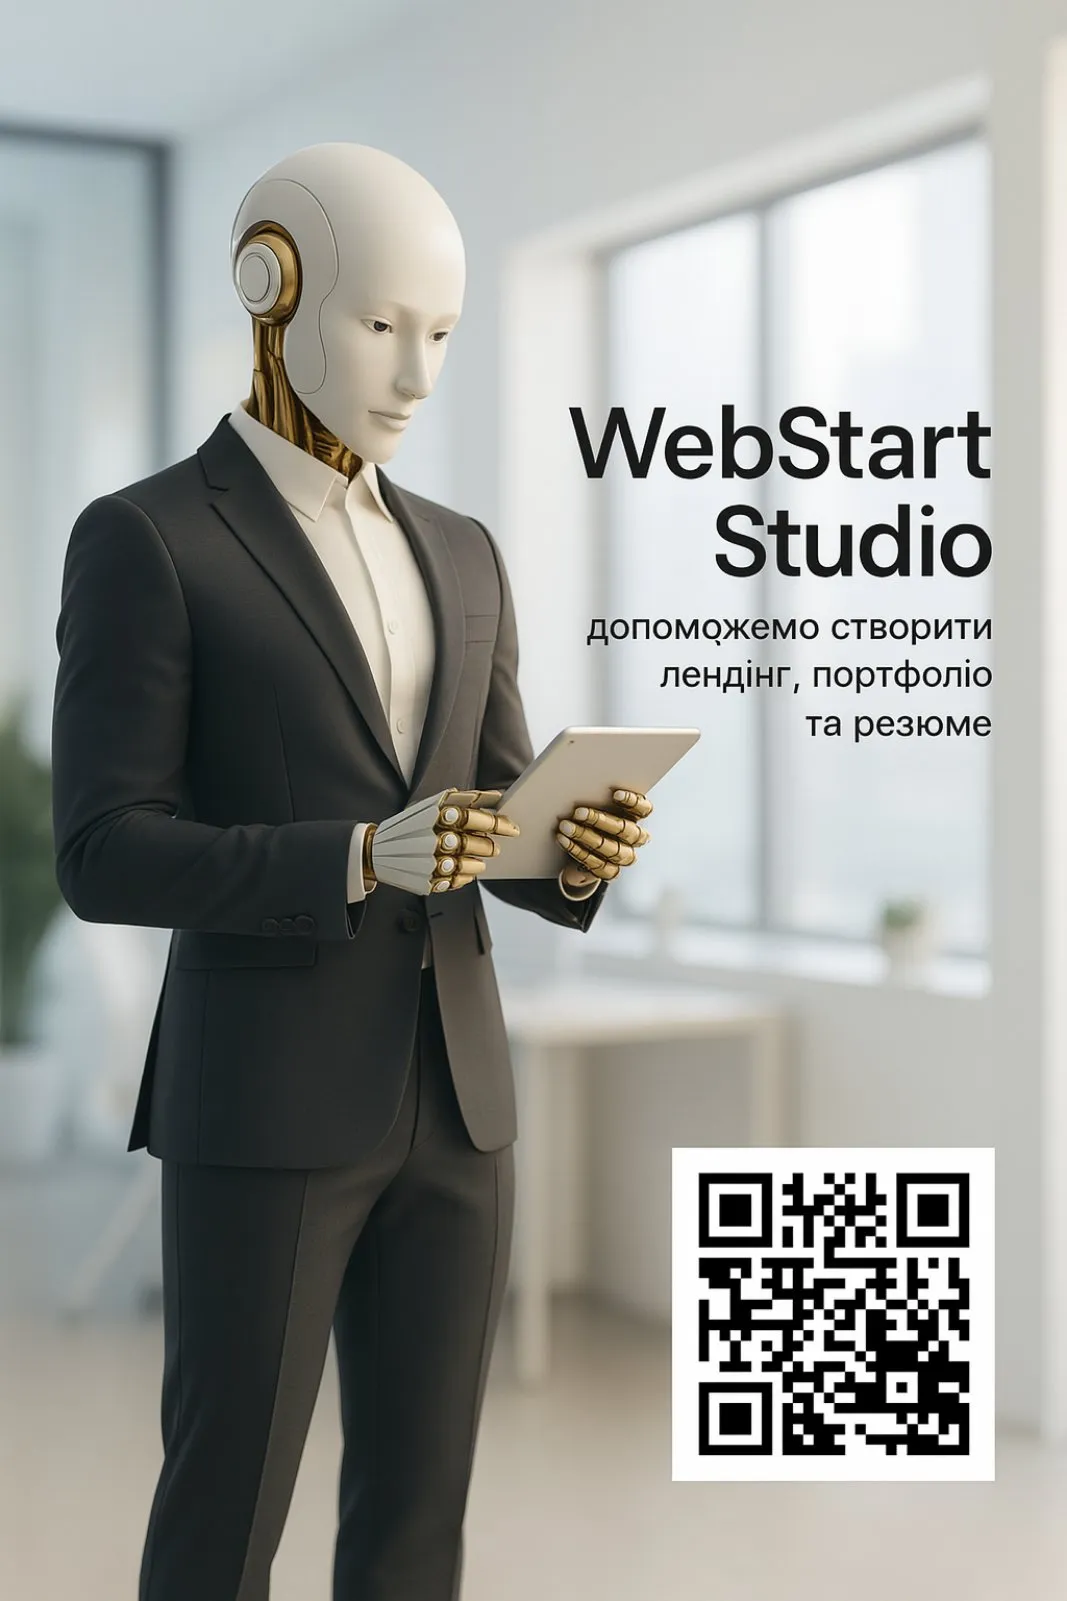 WebStart
Studio
допоможемо створити
лендінг, портфоліо
та резюме